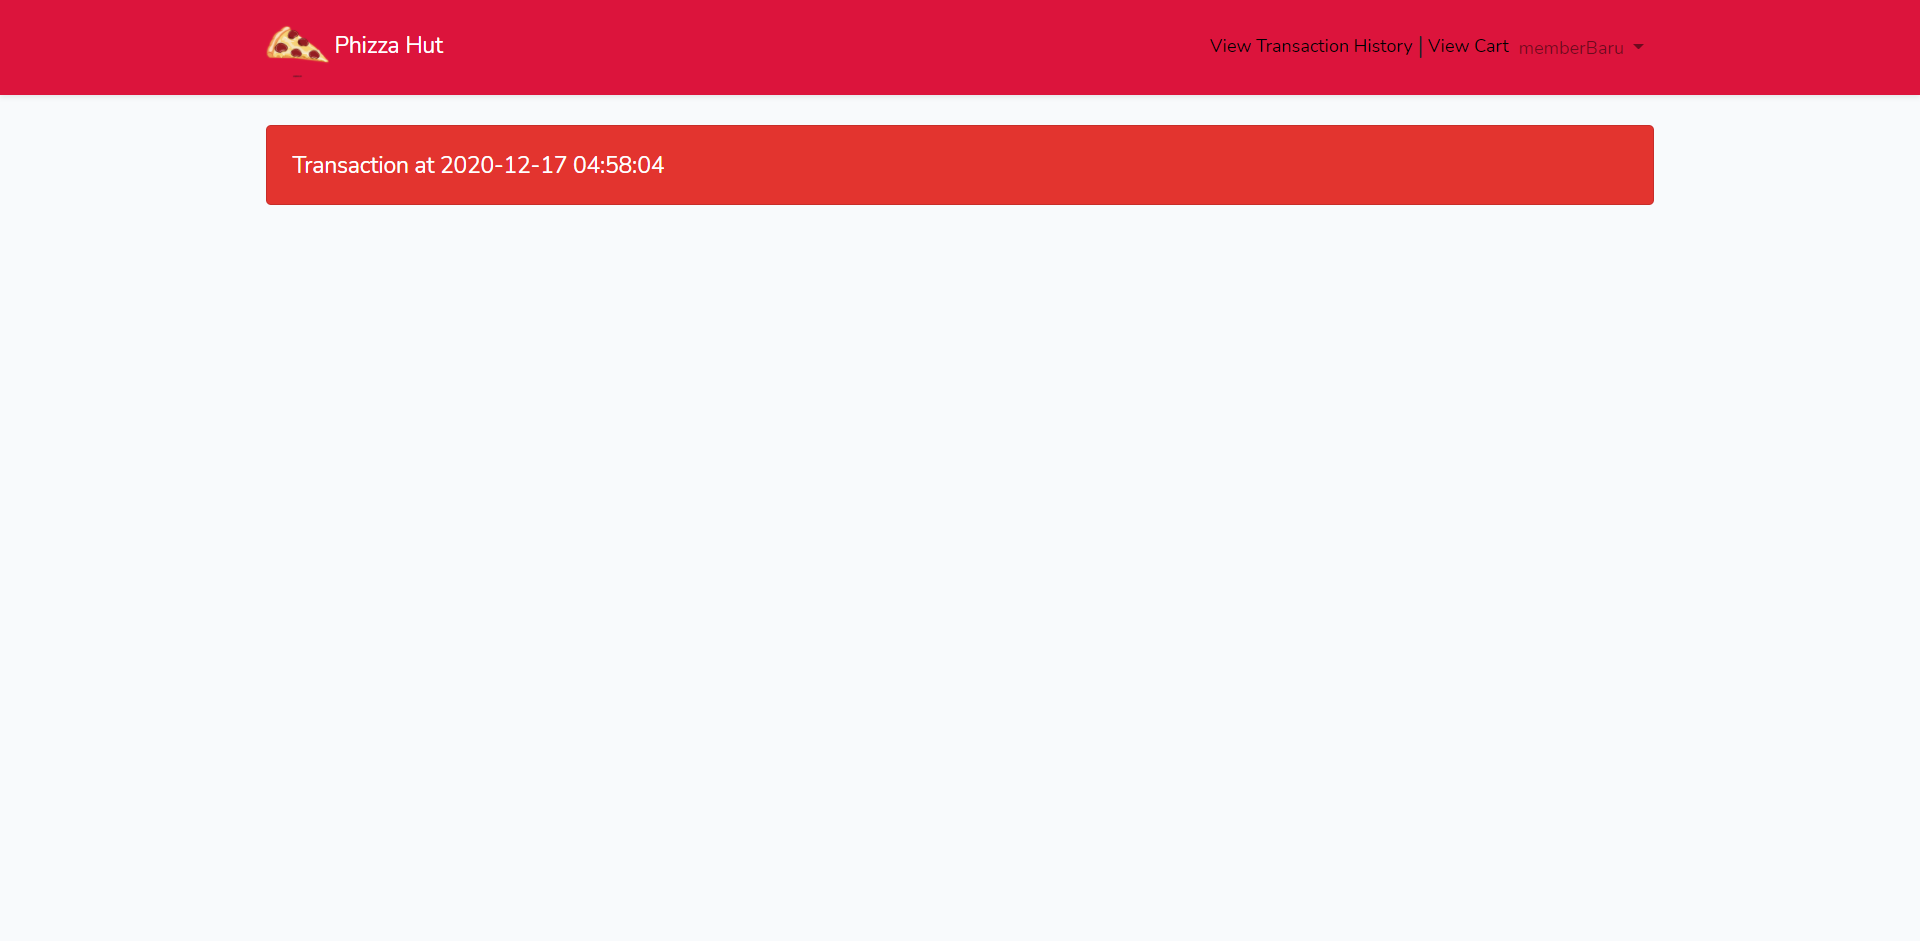 Phizza Hut
View Transaction History | View Cart memberBaru
Transaction at 2020-12-17 04:58:04